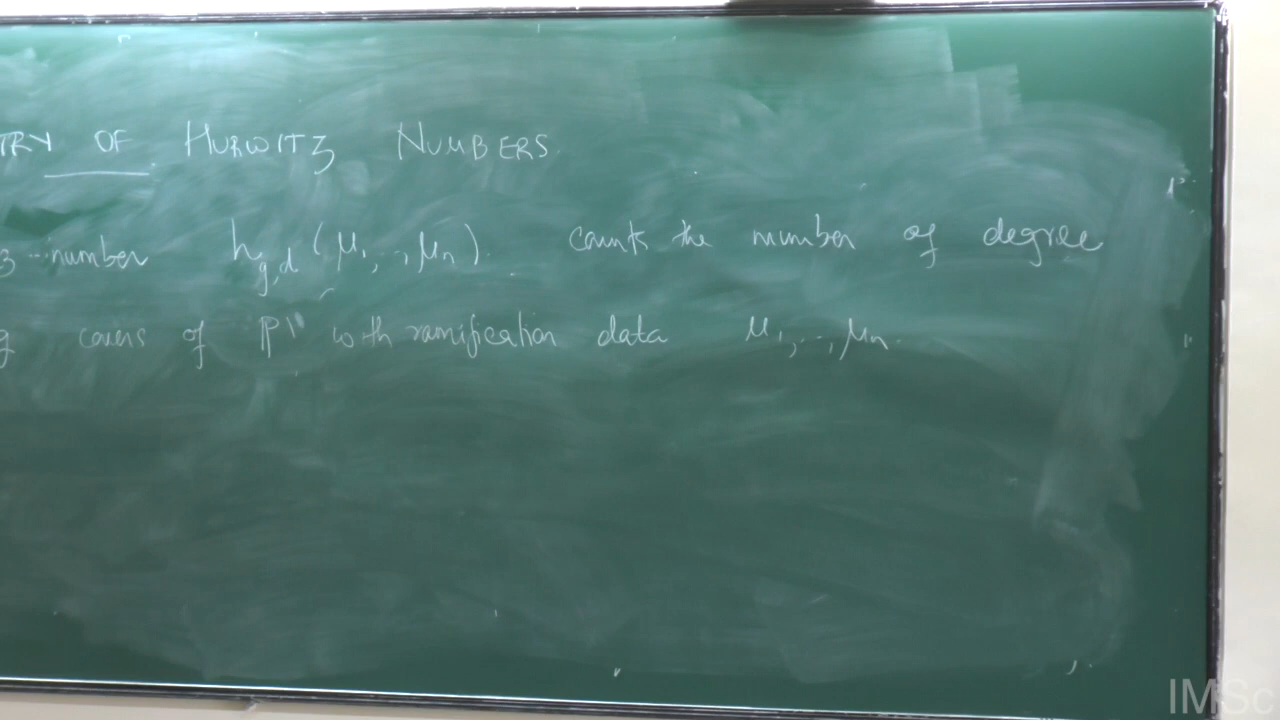 TRY OF HURWITZ NUMBERS
z number h_{g,d} (μ_1, .., μ_n). counts the number of degree
g covers of ℙ^1 with ramification data μ_1, .., μ_n.
IMSc